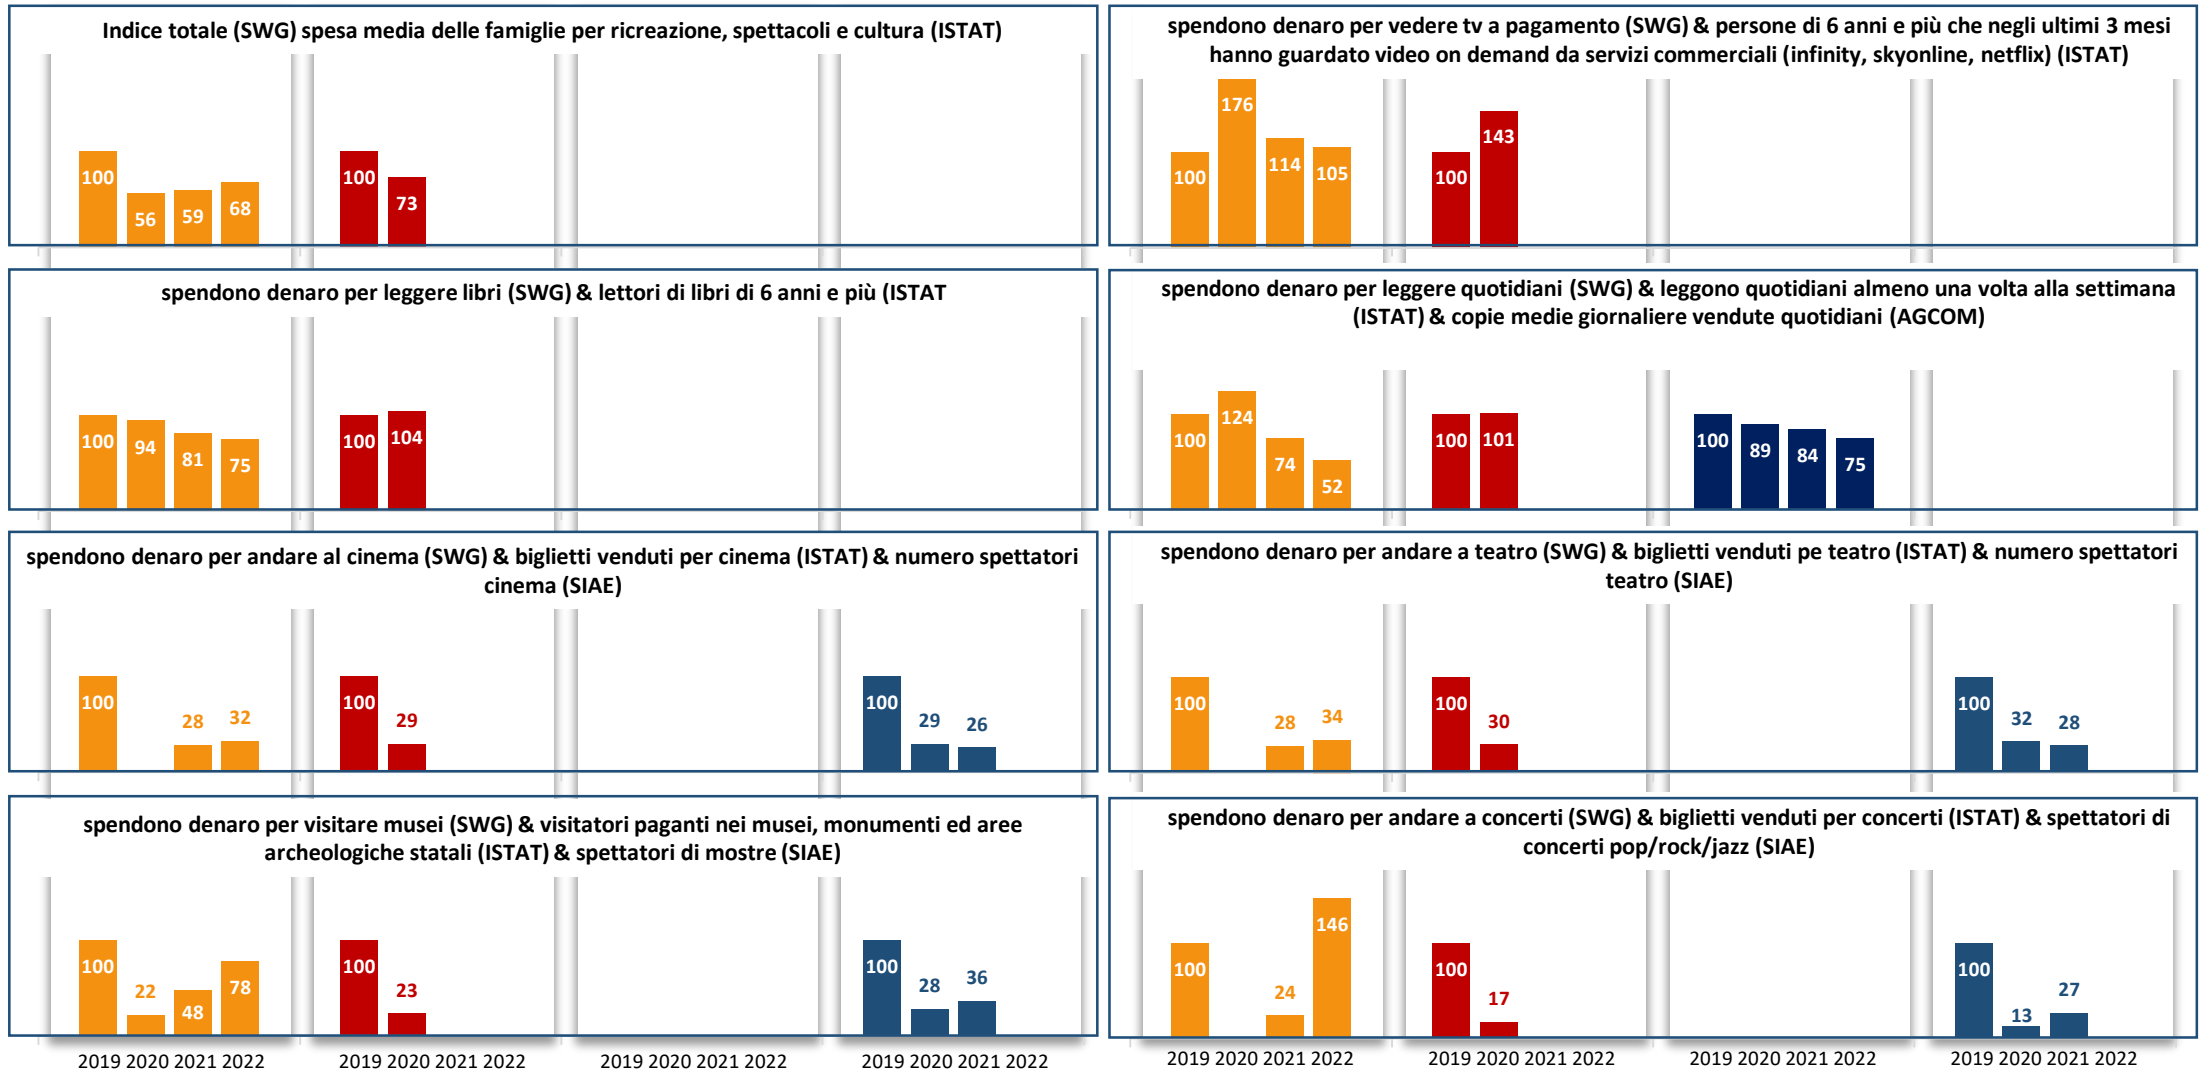 Indice totale (SWG) spesa media delle famiglie per ricreazione, spettacoli e cultura (ISTAT)
100
56
59
68
100
73
spendono denaro per vedere tv a pagamento (SWG) & persone di 6 anni e più che negli ultimi 3 mesi
hanno guardato video on demand da servizi commerciali (infinity, skyonline, netflix) (ISTAT)
100
176
114
105
100
143
spendono denaro per leggere libri (SWG) & lettori di libri di 6 anni e più (ISTAT
100
94
81
75
100
104
spendono denaro per leggere quotidiani (SWG) & leggono quotidiani almeno una volta alla settimana
(ISTAT) & copie medie giornaliere vendute quotidiani (AGCOM)
100
124
74
52
100
101
100
89
84
75
spendono denaro per andare al cinema (SWG) & biglietti venduti per cinema (ISTAT) & numero spettatori
cinema (SIAE)
100
28
32
100
29
100
29
26
spendono denaro per andare a teatro (SWG) & biglietti venduti pe teatro (ISTAT) & numero spettatori
teatro (SIAE)
100
28
34
100
30
100
32
28
spendono denaro per visitare musei (SWG) & visitatori paganti nei musei, monumenti ed aree
archeologiche statali (ISTAT) & spettatori di mostre (SIAE)
100
22
48
78
100
23
100
28
36
2019 2020 2021 2022
2019 2020 2021 2022
2019 2020 2021 2022
2019 2020 2021 2022
spendono denaro per andare a concerti (SWG) & biglietti venduti per concerti (ISTAT) & spettatori di
concerti pop/rock/jazz (SIAE)
100
24
146
100
17
100
13
27
2019 2020 2021 2022
2019 2020 2021 2022
2019 2020 2021 2022
2019 2020 2021 2022